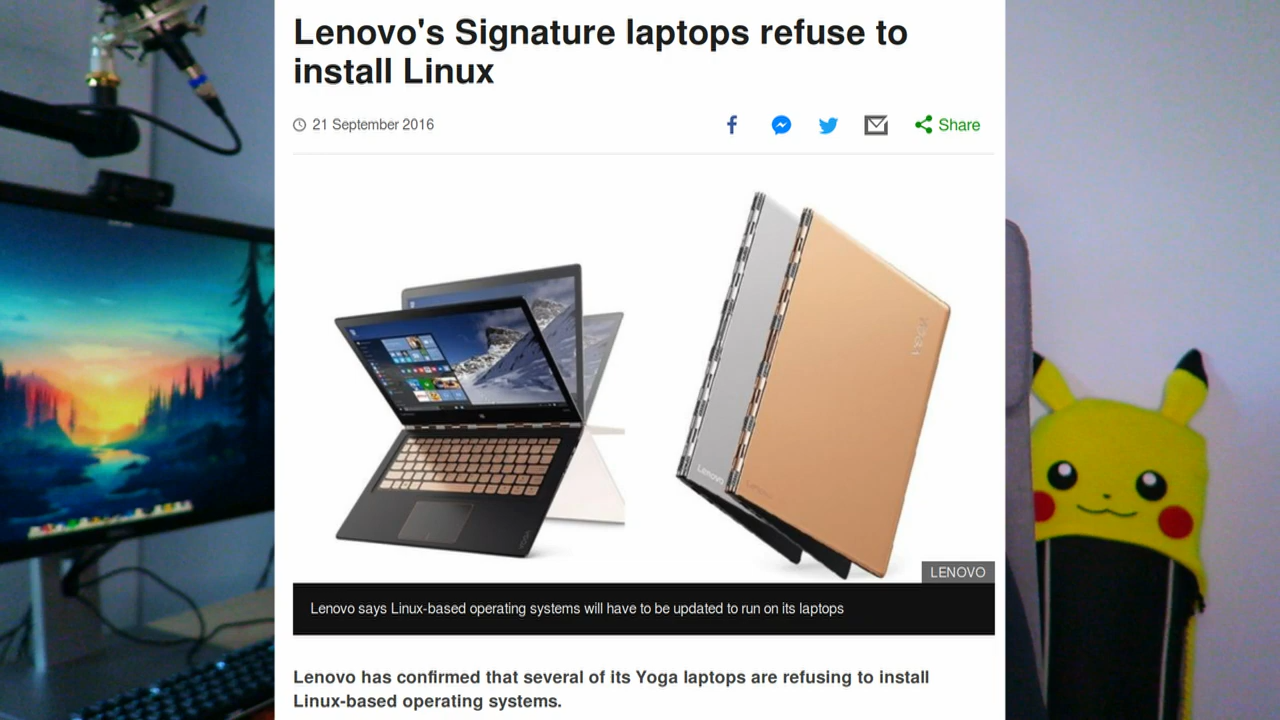 Lenovo's Signature laptops refuse to
install Linux
21 September 2016
Share
LENOVO
Lenovo says Linux-based operating systems will have to be updated to run on its laptops
Lenovo has confirmed that several of its Yoga laptops are refusing to install
Linux-based operating systems.